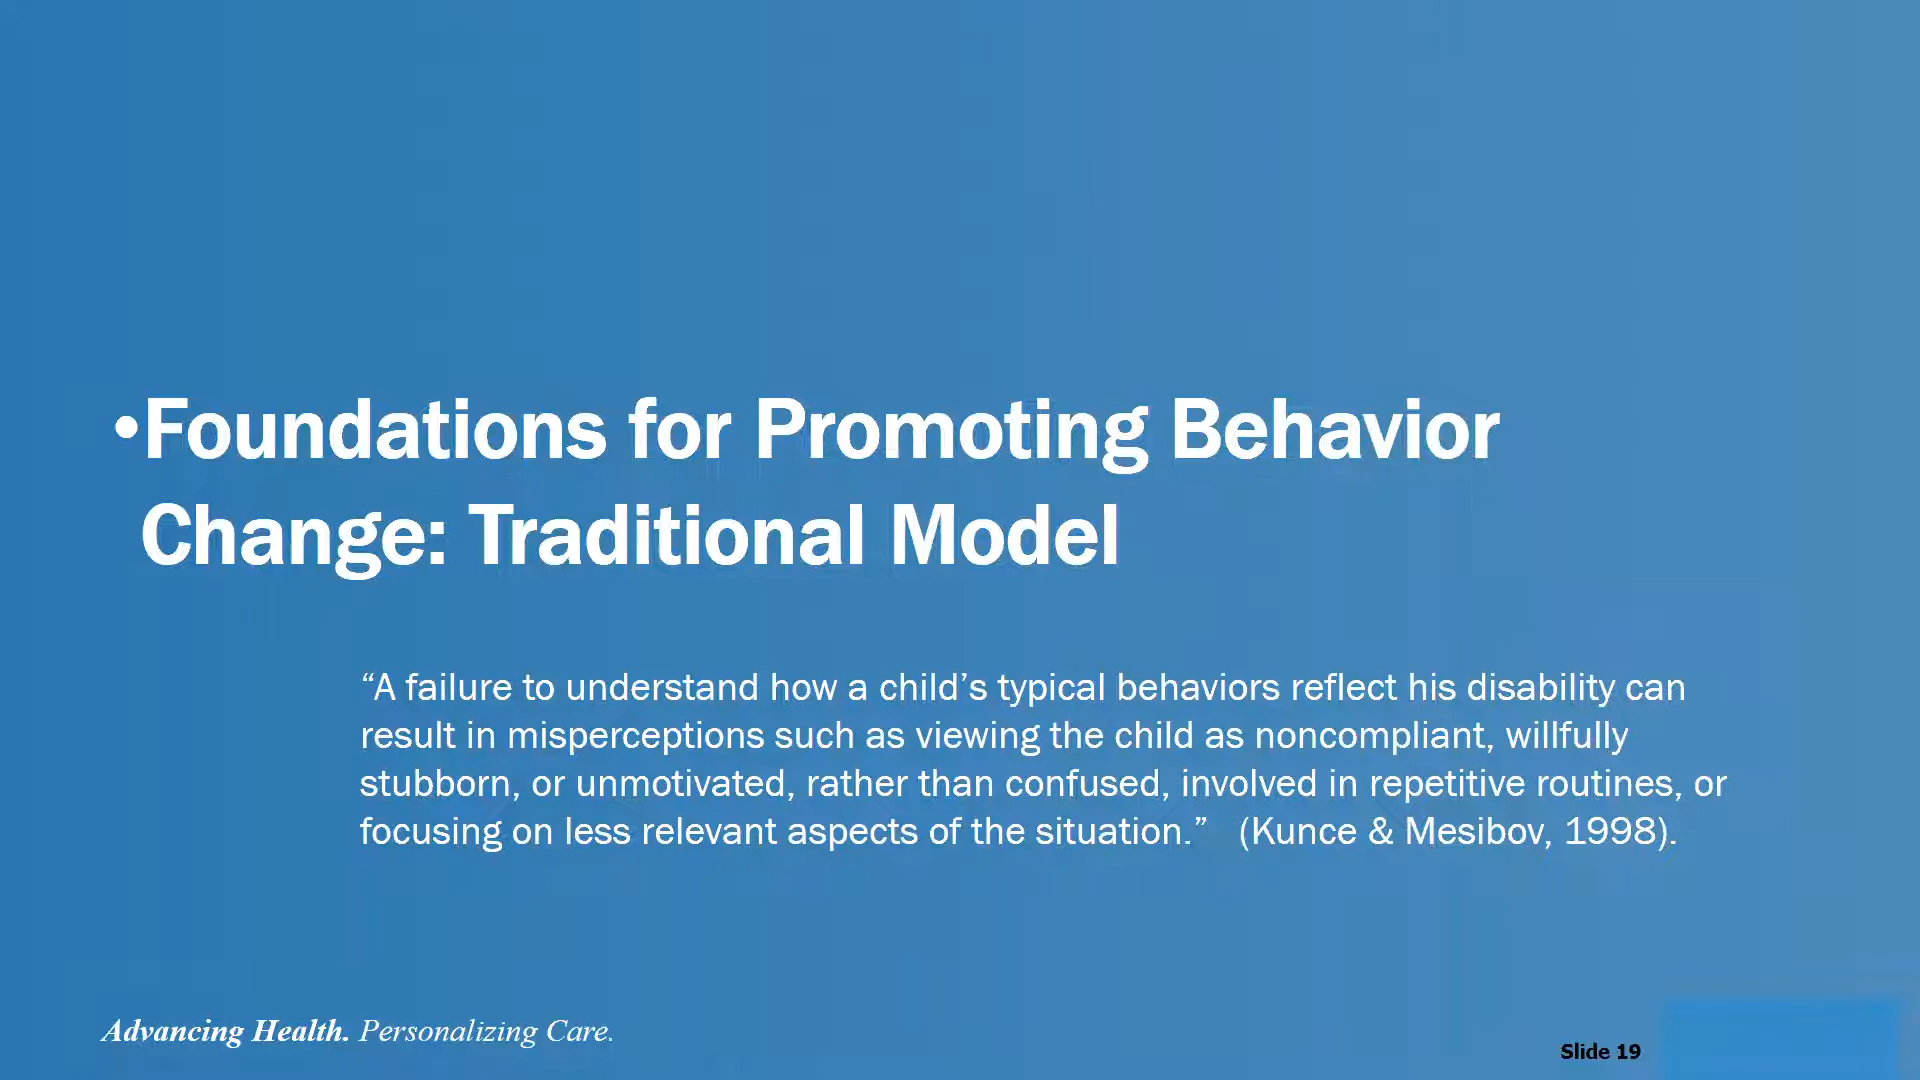 •Foundations for Promoting Behavior
Change: Traditional Model
“A failure to understand how a child’s typical behaviors reflect his disability can
result in misperceptions such as viewing the child as noncompliant, willfully
stubborn, or unmotivated, rather than confused, involved in repetitive routines, or
focusing on less relevant aspects of the situation.” (Kunce & Mesibov, 1998).
Advancing Health. Personalizing Care.
Slide 19